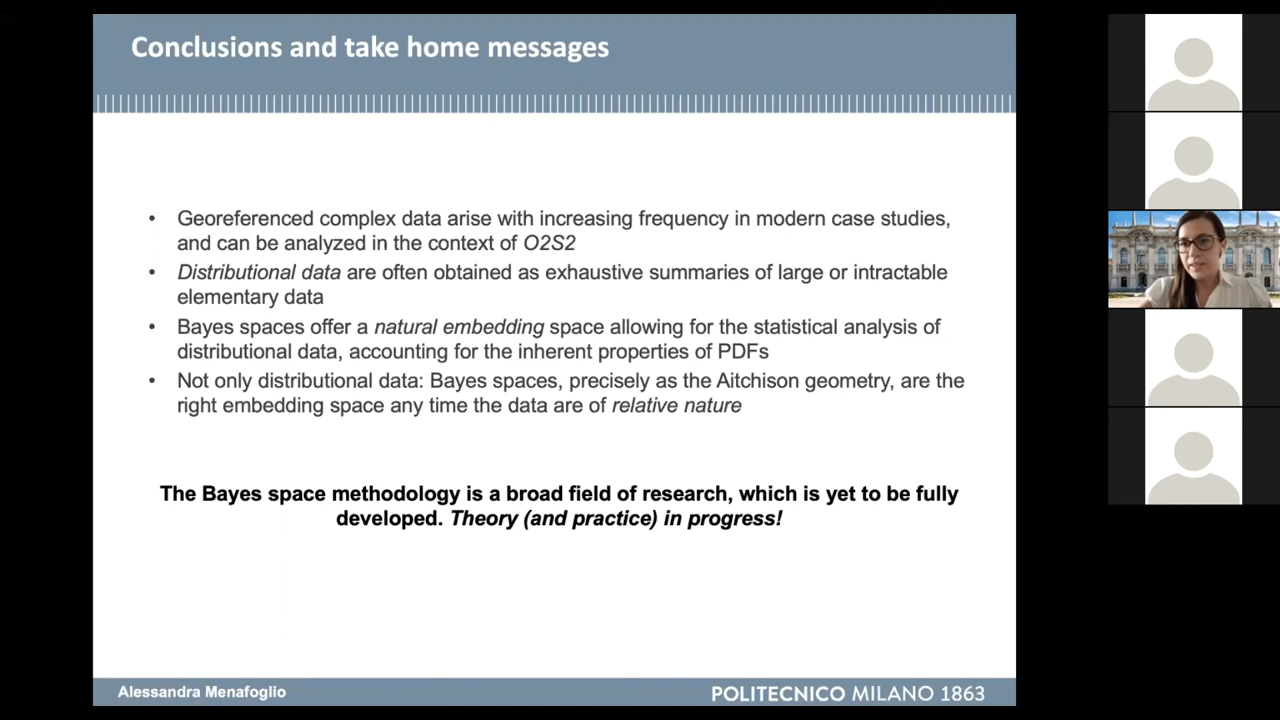 Conclusions and take home messages
• Georeferenced complex data arise with increasing frequency in modern case studies,
and can be analyzed in the context of O2S2
• Distributional data are often obtained as exhaustive summaries of large or intractable
elementary data
• Bayes spaces offer a natural embedding space allowing for the statistical analysis of
distributional data, accounting for the inherent properties of PDFs
• Not only distributional data: Bayes spaces, precisely as the Aitchison geometry, are the
right embedding space any time the data are of relative nature
The Bayes space methodology is a broad field of research, which is yet to be fully
developed. Theory (and practice) in progress!
Alessandra Menafoglio
POLITECNICO MILANO 1863